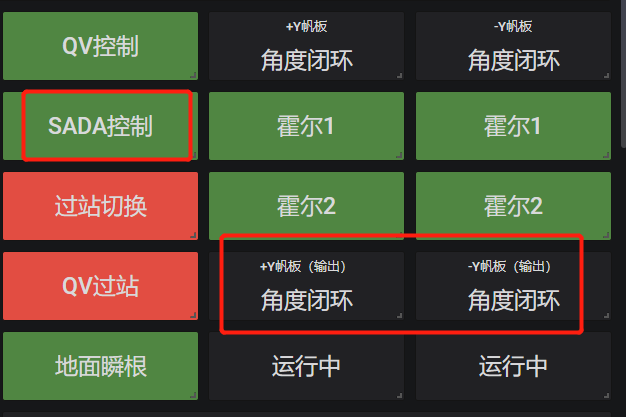 QV控制
+Y帆板
角度闭环
-Y帆板
角度闭环
SADA控制
霍尔1
霍尔1
过站切换
霍尔2
霍尔2
QV过站
+Y帆板（输出）
角度闭环
-Y帆板（输出）
角度闭环
地面瞬根
运行中
运行中